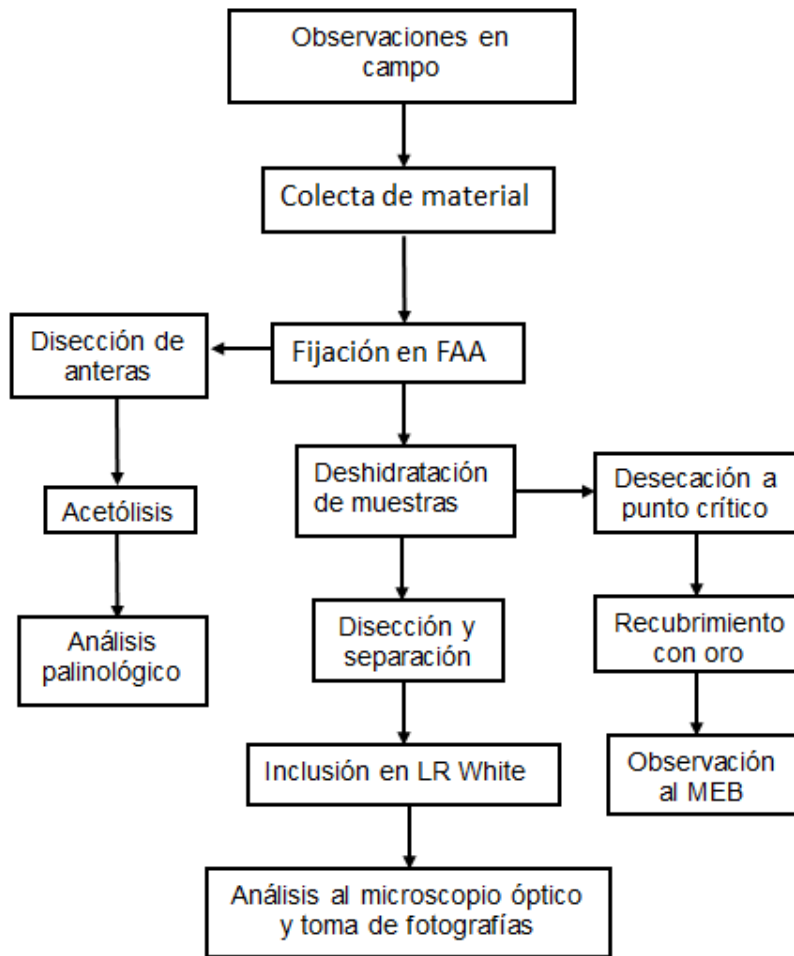 Observaciones en
campo
Colecta de material
Disección de
anteras
Fijación en FAA
Deshidratación
de muestras
Desecación a
punto crítico
Acetólisis
Disección y
separación
Recubrimiento
con oro
Análisis
palinológico
Inclusión en LR White
Observación
al MEB
Análisis al microscopio óptico
y toma de fotografías